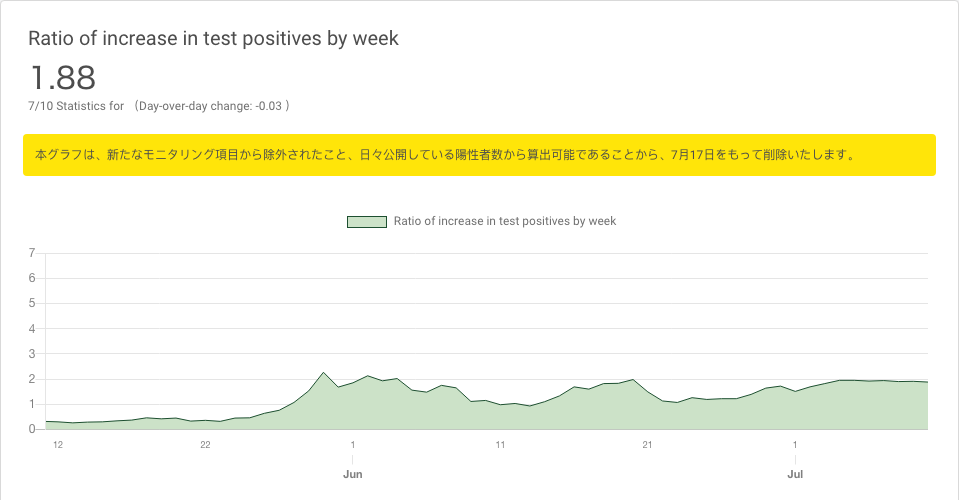 Ratio of increase in test positives by week
1.88
7/10 Statistics for （Day-over-day change: -0.03 ）
本グラフは、新たなモニタリング項目から除外されたこと、日々公開している陽性者数から算出可能であることから、7月17日をもって削除いたします。
Ratio of increase in test positives by week
7
6
5
4
3
2
1
0
12 22 1 11 21 1
Jun Jul